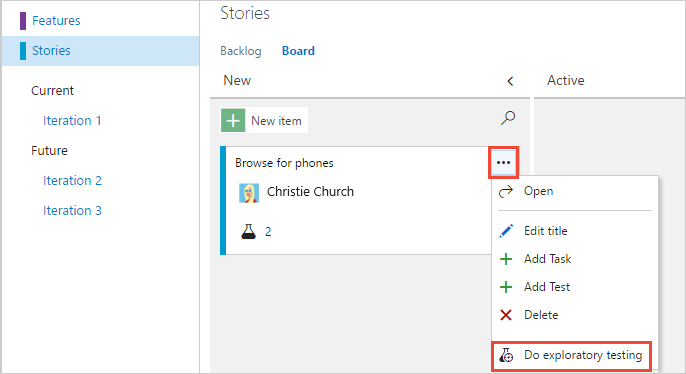 Features
Stories
Current
Iteration 1
Future
Iteration 2
Iteration 3
Stories
Backlog Board
New
Active
New item
Browse for phones
Christie Church
2
Open
Edit title
Add Task
Add Test
Delete
Do exploratory testing